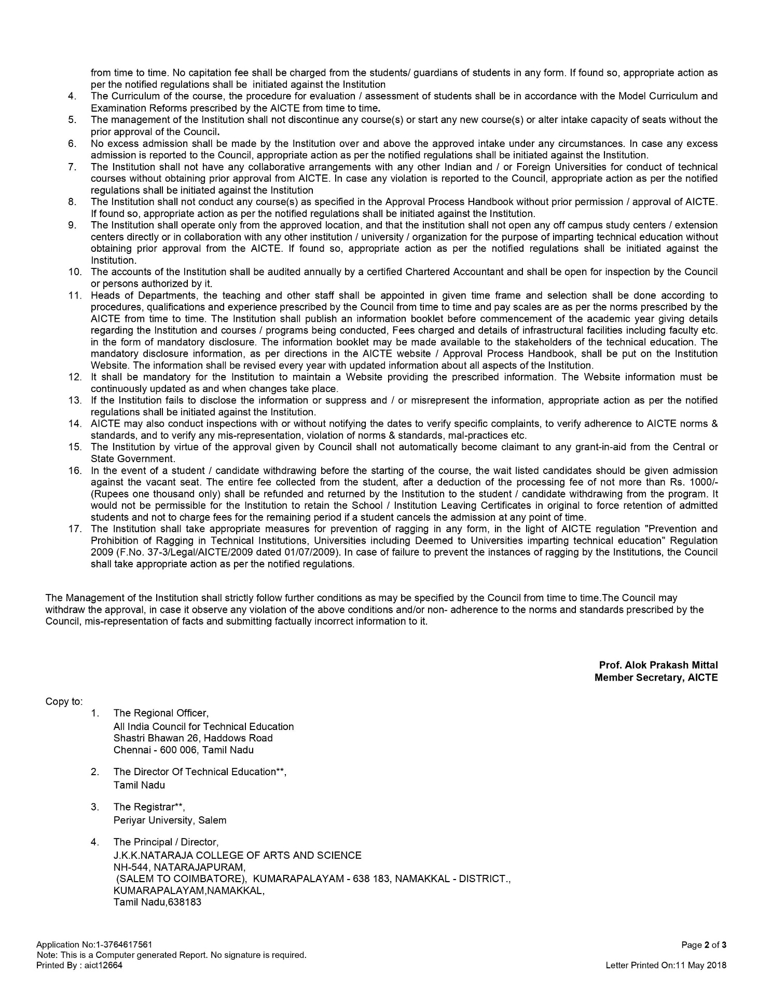 from time to time. No capitation fee shall be charged from the students/ guardians of students in any form. If found so, appropriate action as
per the notified regulations shall be  initiated against the Institution
4. The Curriculum of the course, the procedure for evaluation / assessment of students shall be in accordance with the Model Curriculum and
Examination Reforms prescribed by the AICTE from time to time.
5. The management of the Institution shall not discontinue any course(s) or start any new course(s) or alter intake capacity of seats without the
prior approval of the Council.
6. No excess admission shall be made by the Institution over and above the approved intake under any circumstances. In case any excess
admission is reported to the Council, appropriate action as per the notified regulations shall be initiated against the Institution.
7. The Institution shall not have any collaborative arrangements with any other Indian and / or Foreign Universities for conduct of technical
courses without obtaining prior approval from AICTE. In case any violation is reported to the Council, appropriate action as per the notified
regulations shall be initiated against the Institution
8. The Institution shall not conduct any course(s) as specified in the Approval Process Handbook without prior permission / approval of AICTE.
If found so, appropriate action as per the notified regulations shall be initiated against the Institution.
9. The Institution shall operate only from the approved location, and that the institution shall not open any off campus study centers / extension
centers directly or in collaboration with any other institution / university / organization for the purpose of imparting technical education without
obtaining prior approval from the AICTE. If found so, appropriate action as per the notified regulations shall be initiated against the
Institution.
10. The accounts of the Institution shall be audited annually by a certified Chartered Accountant and shall be open for inspection by the Council
or persons authorized by it.
11. Heads of Departments, the teaching and other staff shall be appointed in given time frame and selection shall be done according to
procedures, qualifications and experience prescribed by the Council from time to time and pay scales are as per the norms prescribed by the
AICTE from time to time. The Institution shall publish an information booklet before commencement of the academic year giving details
regarding the Institution and courses / programs being conducted, Fees charged and details of infrastructural facilities including faculty etc.
in the form of mandatory disclosure. The information booklet may be made available to the stakeholders of the technical education. The
mandatory disclosure information, as per directions in the AICTE website / Approval Process Handbook, shall be put on the Institution
Website. The information shall be revised every year with updated information about all aspects of the Institution.
12. It shall be mandatory for the Institution to maintain a Website providing the prescribed information. The Website information must be
continuously updated as and when changes take place.
13. If the Institution fails to disclose the information or suppress and / or misrepresent the information, appropriate action as per the notified
regulations shall be initiated against the Institution.
14. AICTE may also conduct inspections with or without notifying the dates to verify specific complaints, to verify adherence to AICTE norms &
standards, and to verify any mis-representation, violation of norms & standards, mal-practices etc.
15. The Institution by virtue of the approval given by Council shall not automatically become claimant to any grant-in-aid from the Central or
State Government.
16. In the event of a student / candidate withdrawing before the starting of the course, the wait listed candidates should be given admission
against the vacant seat. The entire fee collected from the student, after a deduction of the processing fee of not more than Rs. 1000/-
(Rupees one thousand only) shall be refunded and returned by the Institution to the student / candidate withdrawing from the program. It
would not be permissible for the Institution to retain the School / Institution Leaving Certificates in original to force retention of admitted
students and not to charge fees for the remaining period if a student cancels the admission at any point of time.
17. The Institution shall take appropriate measures for prevention of ragging in any form, in the light of AICTE regulation "Prevention and
Prohibition of Ragging in Technical Institutions, Universities including Deemed to Universities imparting technical education" Regulation
2009 (F.No. 37-3/Legal/AICTE/2009 dated 01/07/2009). In case of failure to prevent the instances of ragging by the Institutions, the Council
shall take appropriate action as per the notified regulations.
The Management of the Institution shall strictly follow further conditions as may be specified by the Council from time to time.The Council may
withdraw the approval, in case it observe any violation of the above conditions and/or non- adherence to the norms and standards prescribed by the
Council, mis-representation of facts and submitting factually incorrect information to it.
Prof. Alok Prakash Mittal
Member Secretary, AICTE
Copy to:
1. The Regional Officer,
All India Council for Technical Education
Shastri Bhawan 26, Haddows Road
Chennai - 600 006, Tamil Nadu
2. The Director Of Technical Education**,
Tamil Nadu
3. The Registrar**,
Periyar University, Salem
4. The Principal / Director,
J.K.K.NATARAJA COLLEGE OF ARTS AND SCIENCE
NH-544, NATARAJAPURAM,
(SALEM TO COIMBATORE),  KUMARAPALAYAM - 638 183, NAMAKKAL - DISTRICT.,
KUMARAPALAYAM,NAMAKKAL,
Tamil Nadu,638183
Application No:1-3764617561 Page 2 of 3
Note: This is a Computer generated Report. No signature is required.
Printed By : aict12664 Letter Printed On:11 May 2018